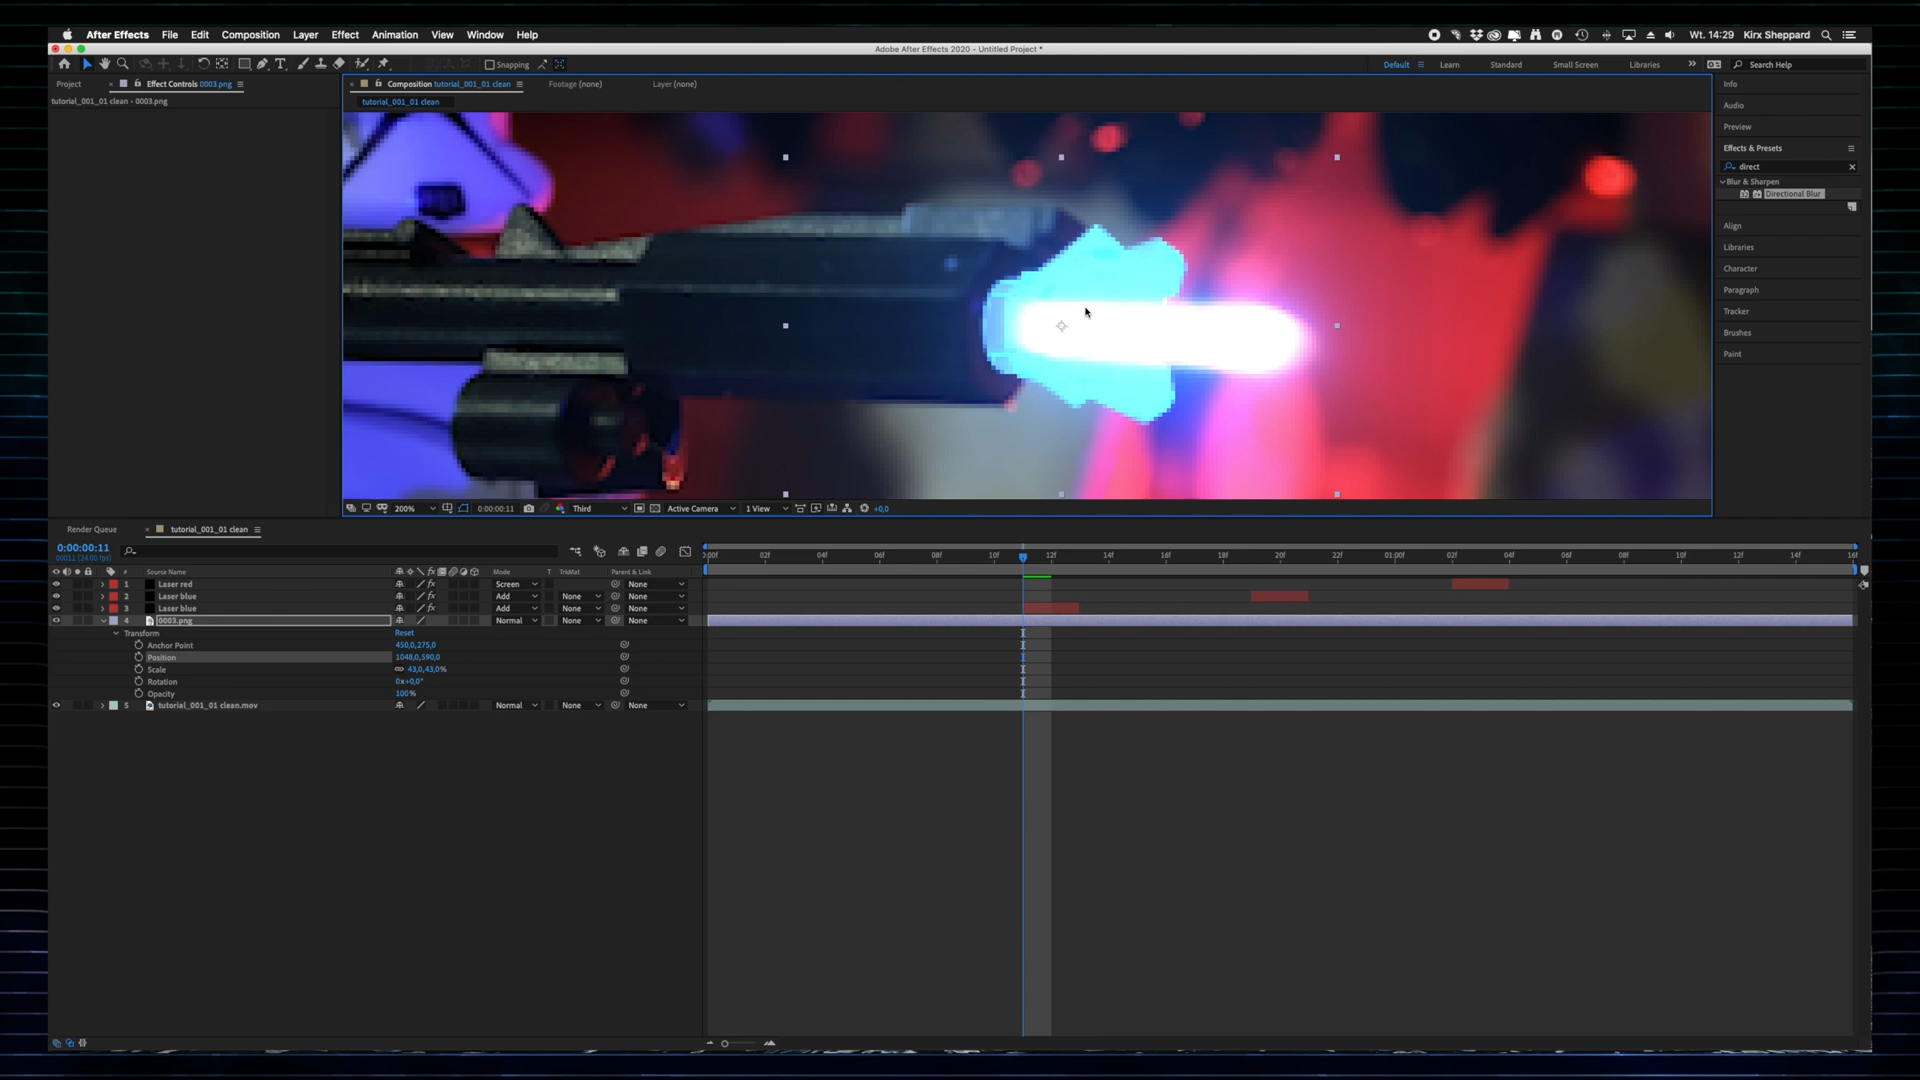 After Effects File Edit Composition Layer Effect Animation View Window Help Wt. 14:29 Kirx Sheppard
Adobe After Effects 2020 - Untitled Project *
Snapping Default Learn Standard Small Screen Libraries Search Help
Project Effect Controls 0003.png Composition tutorial_001_01 clean Footage (none) Layer (none)
tutorial_001_01 clean - 0003.png
tutorial_001_01 clean
Info
Audio
Preview
Effects & Presets
direct
Blur & Sharpen
Directional Blur
Align
Libraries
Character
Paragraph
Tracker
Brushes
Paint
200% 0:00:00:11 Third Active Camera 1 View +0,0
Render Queue tutorial_001_01 clean
0:00:00:11
00011 (24.00 fps)
:00f 02f 04f 06f 08f 10f 12f 14f 16f 18f 20f 22f 01:00f 02f 04f 06f 08f 10f 12f 14f 16f
# Source Name Mode T TrkMat Parent & Link
1 Laser red Screen None
2 Laser blue Add None None
3 Laser blue Add None None
4 0003.png Normal None None
Transform Reset
Anchor Point 450,0,275,0
Position 1048,0,590,0
Scale 43,0,43,0%
Rotation 0x+0,0°
Opacity 100%
5 tutorial_001_01 clean.mov Normal None None